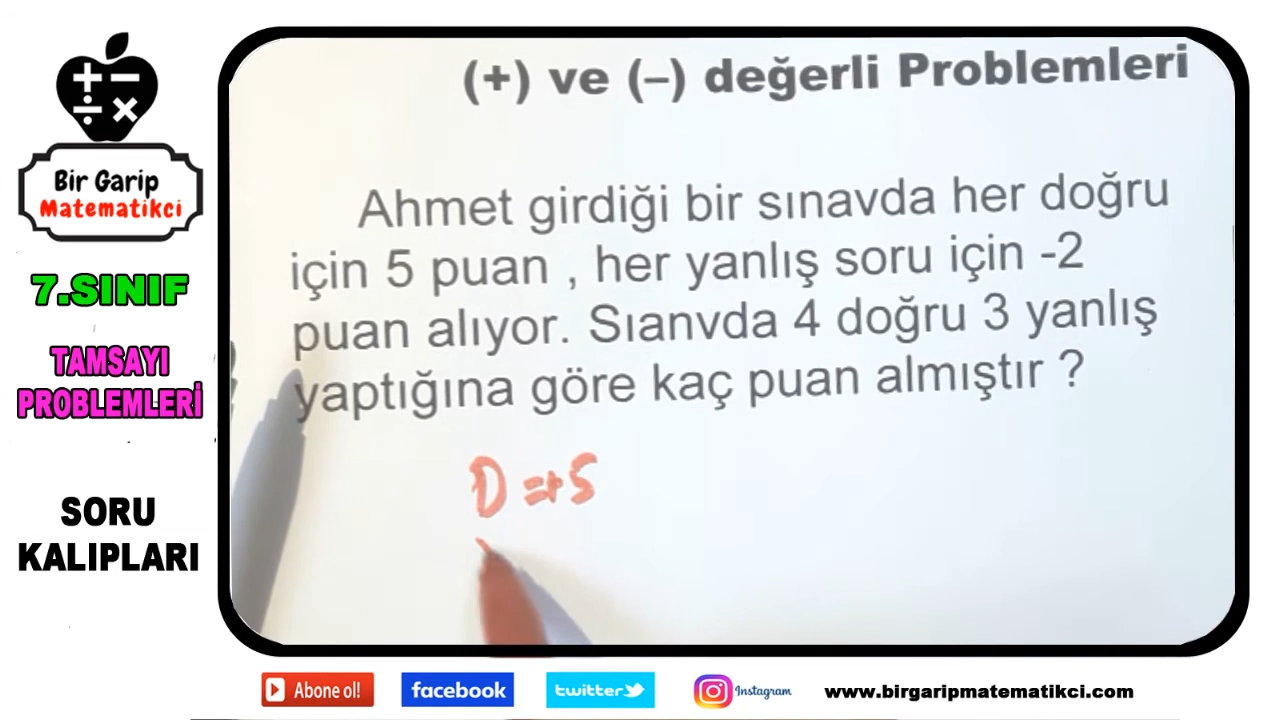 (+) ve (–) değerli Problemleri
Bir Garip
Matematikci
7.SINIF
TAMSAYI
PROBLEMLERİ
SORU
KALIPLARI
Ahmet girdiği bir sınavda her doğru
için 5 puan , her yanlış soru için -2
puan alıyor. Sıanvda 4 doğru 3 yanlış
yaptığına göre kaç puan almıştır ?
D =+5
Abone ol!
facebook
twitter
Instagram
www.birgaripmatematikci.com